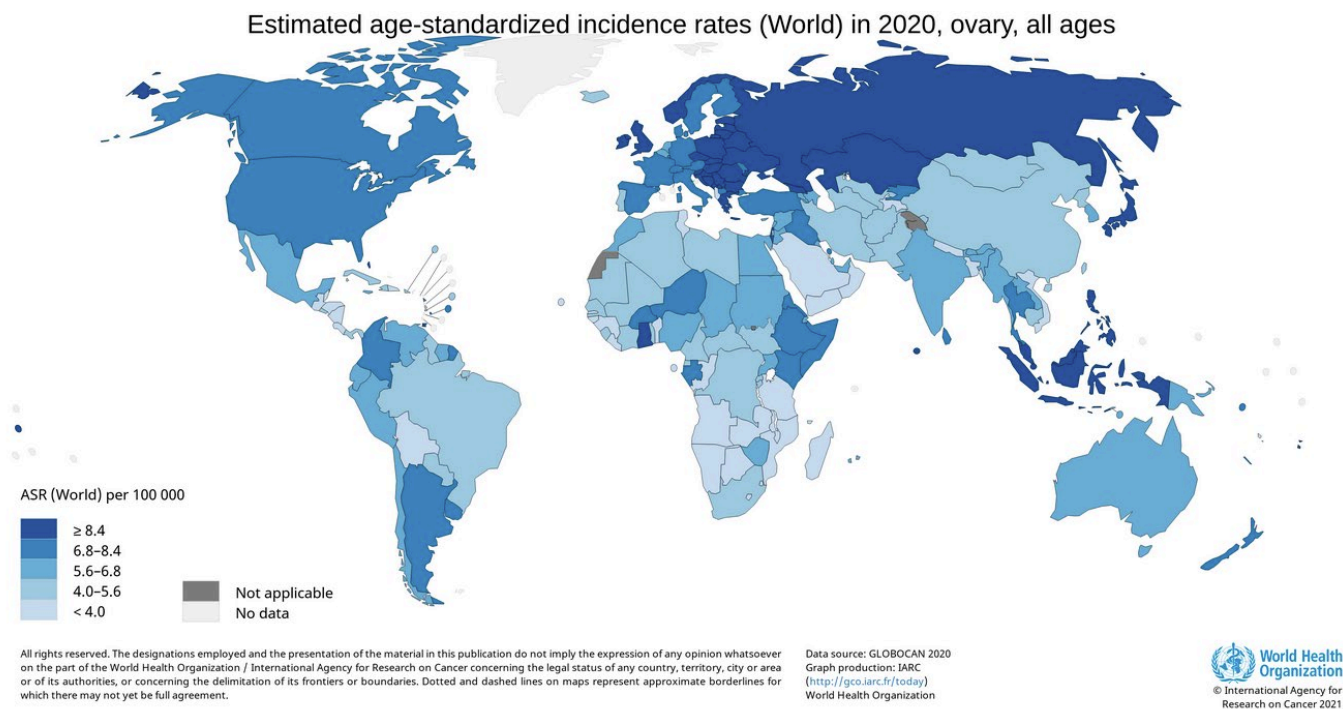 Estimated age-standardized incidence rates (World) in 2020, ovary, all ages
ASR (World) per 100 000
≥ 8.4
6.8–8.4
5.6–6.8
4.0–5.6
< 4.0
Not applicable
No data
All rights reserved. The designations employed and the presentation of the material in this publication do not imply the expression of any opinion whatsoever
on the part of the World Health Organization / International Agency for Research on Cancer concerning the legal status of any country, territory, city or area
or of its authorities, or concerning the delimitation of its frontiers or boundaries. Dotted and dashed lines on maps represent approximate borderlines for
which there may not yet be full agreement.
Data source: GLOBOCAN 2020
Graph production: IARC
(http://gco.iarc.fr/today)
World Health Organization
World Health
Organization
© International Agency for
Research on Cancer 2021